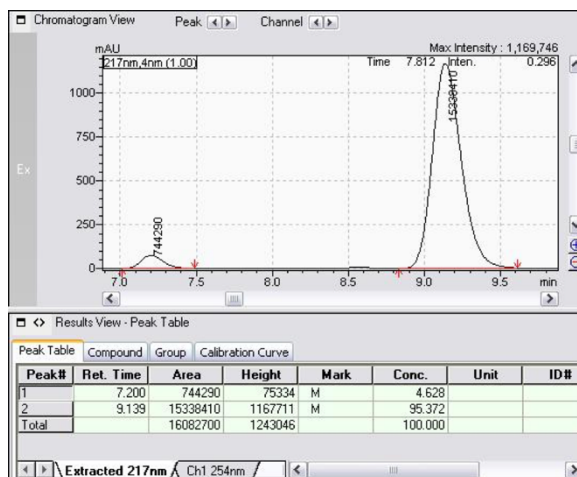 Chromatogram View Peak Channel
mAU
Max Intensity : 1,169,746
217nm,4nm (1.00) Time 7.812 Inten. 0.296
1000
750
500
250
0
744290
15338410
7.0 7.5 8.0 8.5 9.0 9.5 min
Ex
Results View - Peak Table
Peak Table Compound Group Calibration Curve
Peak# Ret. Time Area Height Mark Conc. Unit ID#
1 7.200 744290 75334 M 4.628
2 9.139 15338410 1167711 M 95.372
Total 16082700 1243046 100.000
Extracted 217nm Ch1 254nm